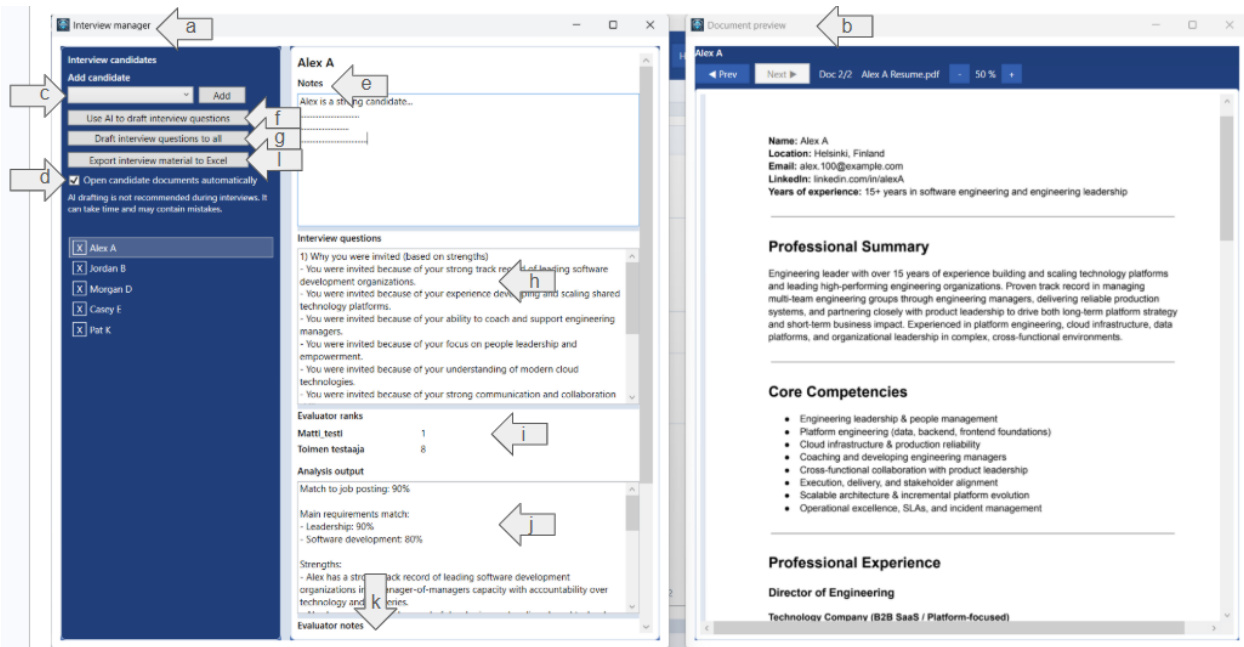 Interview manager
a
Interview candidates
Add candidate
c
Add
Use AI to draft interview questions
f
Draft interview questions to all
g
Export interview material to Excel
l
d
Open candidate documents automatically
AI drafting is not recommended during interviews. It
can take time and may contain mistakes.
X Alex A
X Jordan B
X Morgan D
X Casey E
X Pat K
Alex A
Notes
e
Alex is a strong candidate...
Interview questions
1) Why you were invited (based on strengths)
- You were invited because of your strong track record of leading software
development organizations.
h
- You were invited because of your experience developing and scaling shared
technology platforms.
- You were invited because of your ability to coach and support engineering
managers.
- You were invited because of your focus on people leadership and
empowerment.
- You were invited because of your understanding of modern cloud
technologies.
- You were invited because of your strong communication and collaboration
Evaluator ranks
Matti_testi 1
i
Toimen testaaja 8
Analysis output
Match to job posting: 90%
Main requirements match:
- Leadership: 90%
j
- Software development: 80%
Strengths:
- Alex has a strong track record of leading software development
organizations in manager-of-managers capacity with accountability over
technology and
k
Evaluator notes
Document preview
b
Alex A
◀ Prev
Next ▶
Doc 2/2 Alex A Resume.pdf
- 50 % +
Name: Alex A
Location: Helsinki, Finland
Email: alex.100@example.com
LinkedIn: linkedin.com/in/alexA
Years of experience: 15+ years in software engineering and engineering leadership
Professional Summary
Engineering leader with over 15 years of experience building and scaling technology platforms
and leading high-performing engineering organizations. Proven track record in managing
multi-team engineering groups through engineering managers, delivering reliable production
systems, and partnering closely with product leadership to drive both long-term platform strategy
and short-term business impact. Experienced in platform engineering, cloud infrastructure, data
platforms, and organizational leadership in complex, cross-functional environments.
Core Competencies
● Engineering leadership & people management
● Platform engineering (data, backend, frontend foundations)
● Cloud infrastructure & production reliability
● Coaching and developing engineering managers
● Cross-functional collaboration with product leadership
● Execution, delivery, and stakeholder alignment
● Scalable architecture & incremental platform evolution
● Operational excellence, SLAs, and incident management
Professional Experience
Director of Engineering
Technology Company (B2B SaaS / Platform-focused)